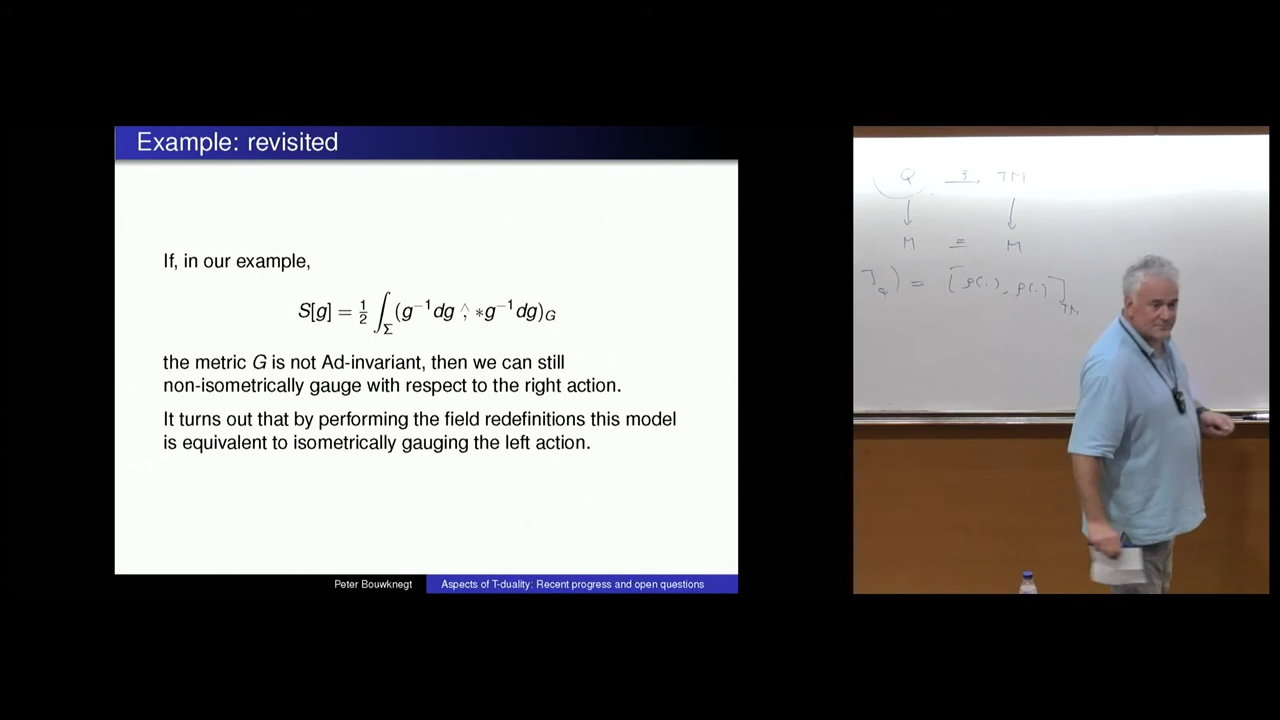 Example: revisited
If, in our example,
S[g] = ½ ∫_Σ (g⁻¹dg ∧, *g⁻¹dg)_G
the metric G is not Ad-invariant, then we can still
non-isometrically gauge with respect to the right action.
It turns out that by performing the field redefinitions this model
is equivalent to isometrically gauging the left action.
Peter Bouwknegt Aspects of T-duality: Recent progress and open questions
Q TM
↓ ↓
M = M
) = [ρ(.), ρ(.)]_TM